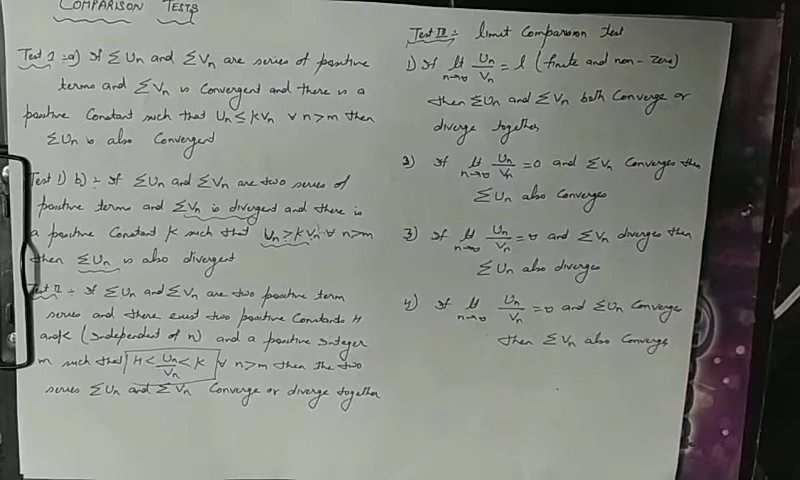 COMPARISON TESTS
Test 1 :- a) If ΣUn and ΣVn are series of positive
terms and ΣVn is Convergent and there is a
positive Constant such that Un ≤ kVn ∀ n>m then
ΣUn is also Convergent
Test 1) b) :- If ΣUn and ΣVn are two series of
positive terms and ΣVn is divergent and there is
a positive Constant K such that Un > kVn ∀ n>m
then ΣUn is also divergent
Test II :- If ΣUn and ΣVn are two positive term
series and there exist two positive Constants H
and K (Independent of n) and a positive Integer
m such that H < Un/Vn < K ∀ n>m then the two
series ΣUn and ΣVn Converge or diverge together
Test III :- limit Comparison Test
1) If lt n→∞ Un/Vn = l (finite and non-zero)
then ΣUn and ΣVn both Converge or
diverge together
3) If lt n→∞ Un/Vn = 0 and ΣVn Converges then
ΣUn also Converges
3) If lt n→∞ Un/Vn = ∞ and ΣVn diverges then
ΣUn also diverges
4) If lt n→∞ Un/Vn = ∞ and ΣUn Converges
then ΣVn also Converges